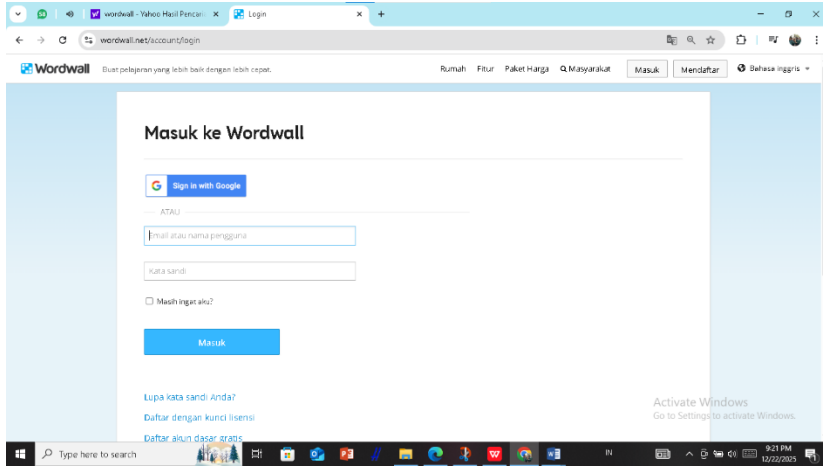 wordwall - Yahoo Hasil Pencari
Login
wordwall.net/account/login
Wordwall
Buat pelajaran yang lebih baik dengan lebih cepat.
Rumah Fitur Paket Harga Masyarakat Masuk Mendaftar Bahasa inggris
Masuk ke Wordwall
Sign in with Google
ATAU
Email atau nama pengguna
Kata sandi
Masih ingat aku?
Masuk
Lupa kata sandi Anda?
Daftar dengan kunci lisensi
Daftar akun dasar gratis
Activate Windows
Go to Settings to activate Windows.
Type here to search
IN
9:21 PM
12/22/2025